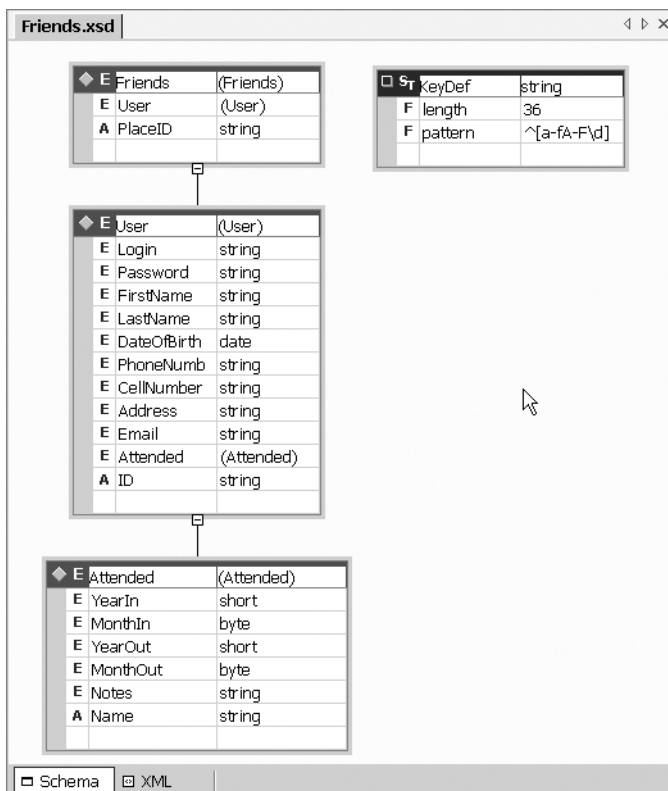 Friends.xsd
E Friends (Friends)
E User (User)
A PlaceID string
ST KeyDef string
F length 36
F pattern ^[a-fA-F\d]
E User (User)
E Login string
E Password string
E FirstName string
E LastName string
E DateOfBirth date
E PhoneNumb string
E CellNumber string
E Address string
E Email string
E Attended (Attended)
A ID string
E Attended (Attended)
E YearIn short
E MonthIn byte
E YearOut short
E MonthOut byte
E Notes string
A Name string
Schema XML